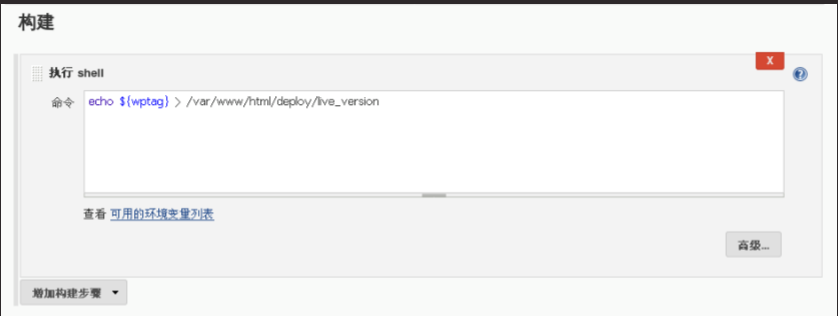 构建
执行 shell
X
命令
echo ${wptag} > /var/www/html/deploy/live_version
查看 可用的环境变量列表
高级...
增加构建步骤